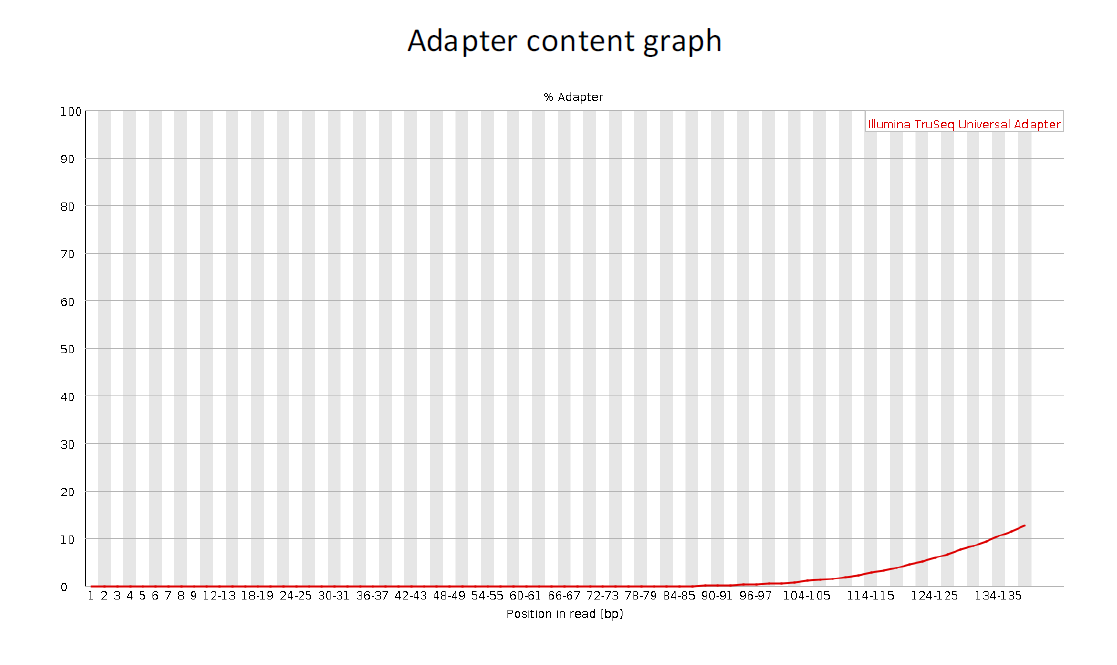 Adapter content graph
% Adapter
Illumina TruSeq Universal Adapter
100
90
80
70
60
50
40
30
20
10
0
1 2 3 4 5 6 7 8 9 12-13 18-19 24-25 30-31 36-37 42-43 48-49 54-55 60-61 66-67 72-73 78-79 84-85 90-91 96-97 104-105 114-115 124-125 134-135
Position in read (bp)